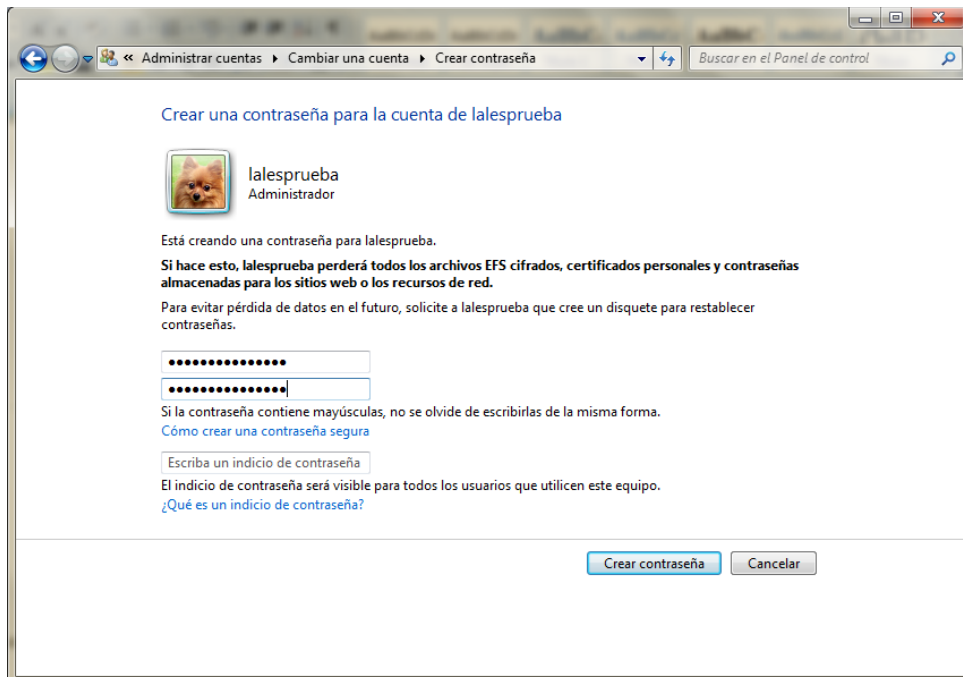 « Administrar cuentas ▸ Cambiar una cuenta ▸ Crear contraseña
Buscar en el Panel de control
Crear una contraseña para la cuenta de lalesprueba
lalesprueba
Administrador
Está creando una contraseña para lalesprueba.
Si hace esto, lalesprueba perderá todos los archivos EFS cifrados, certificados personales y contraseñas
almacenadas para los sitios web o los recursos de red.
Para evitar pérdida de datos en el futuro, solicite a lalesprueba que cree un disquete para restablecer
contraseñas.
●●●●●●●●●●●●●●●
●●●●●●●●●●●●●●●
Si la contraseña contiene mayúsculas, no se olvide de escribirlas de la misma forma.
Cómo crear una contraseña segura
Escriba un indicio de contraseña
El indicio de contraseña será visible para todos los usuarios que utilicen este equipo.
¿Qué es un indicio de contraseña?
Crear contraseña
Cancelar